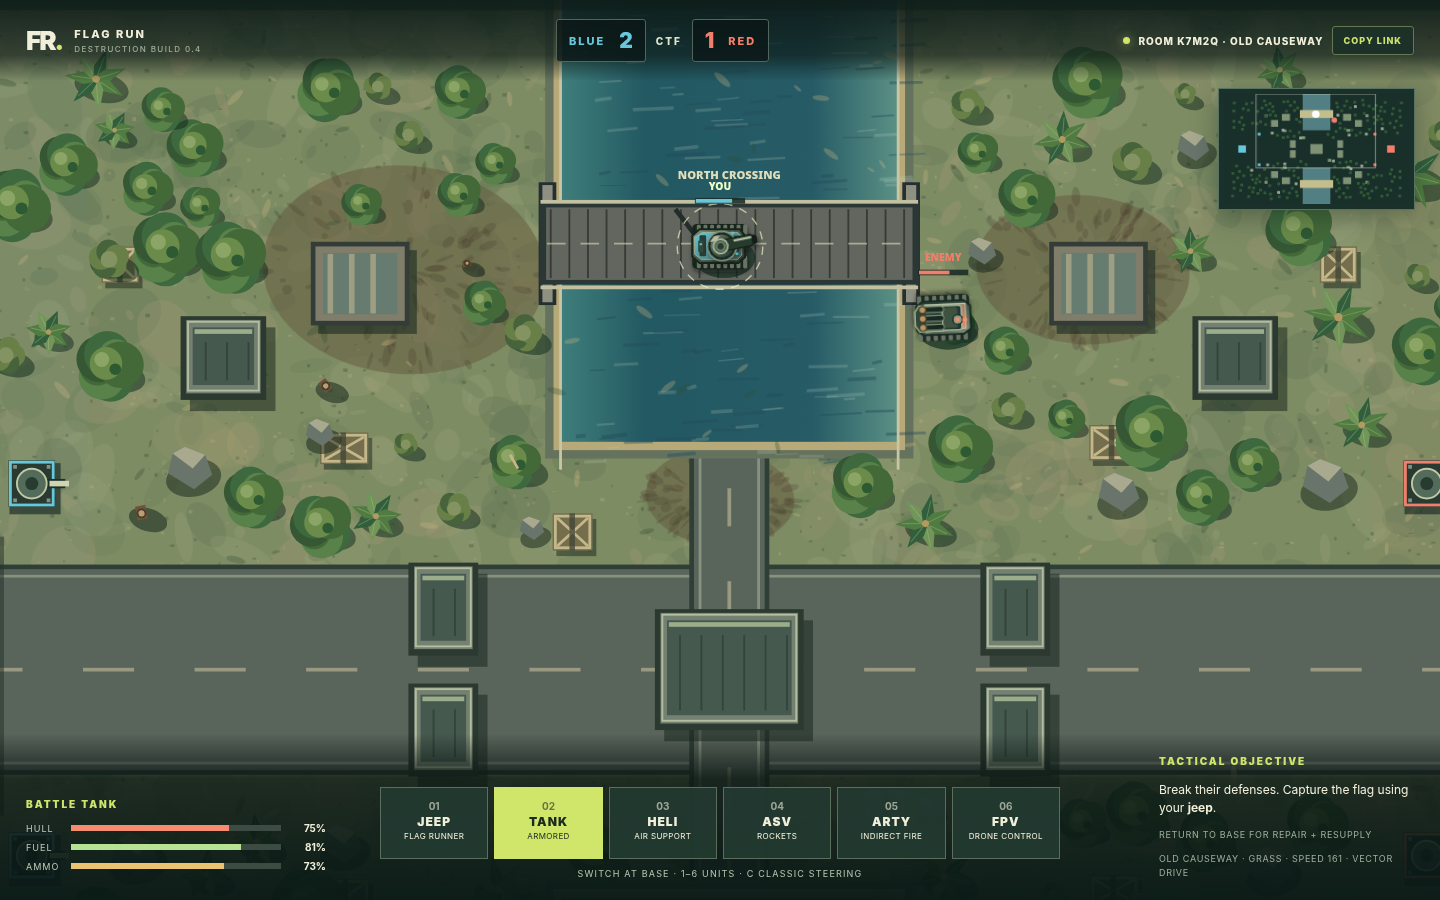 FR.
FLAG RUN
DESTRUCTION BUILD 0.4
BLUE 2 CTF 1 RED
ROOM K7M2Q · OLD CAUSEWAY
COPY LINK
NORTH CROSSING
YOU
ENEMY
BATTLE TANK
HULL 75%
FUEL 81%
AMMO 73%
01
JEEP
FLAG RUNNER
02
TANK
ARMORED
03
HELI
AIR SUPPORT
04
ASV
ROCKETS
05
ARTY
INDIRECT FIRE
06
FPV
DRONE CONTROL
SWITCH AT BASE · 1–6 UNITS · C CLASSIC STEERING
TACTICAL OBJECTIVE
Break their defenses. Capture the flag using
your jeep.
RETURN TO BASE FOR REPAIR + RESUPPLY
OLD CAUSEWAY · GRASS · SPEED 161 · VECTOR
DRIVE